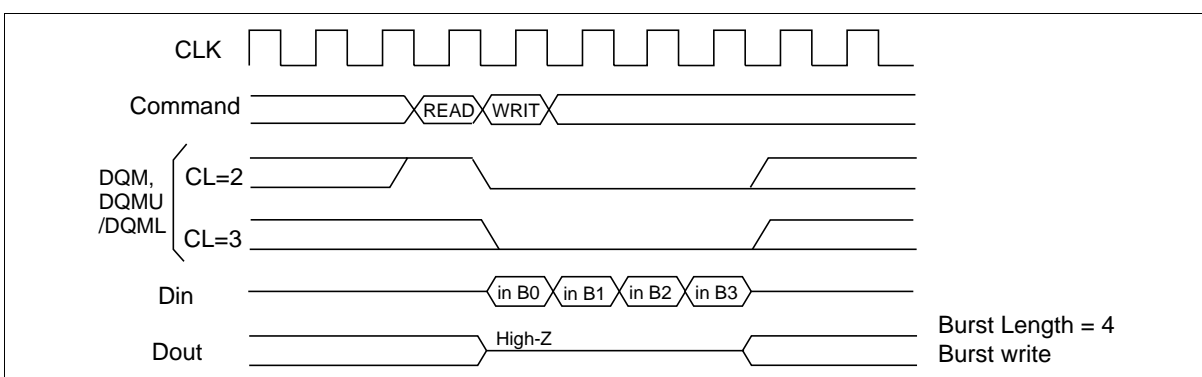 CLK
Command
READ WRIT
DQM,
DQMU
/DQML
CL=2
CL=3
Din
in B0 in B1 in B2 in B3
Dout
High-Z
Burst Length = 4
Burst write